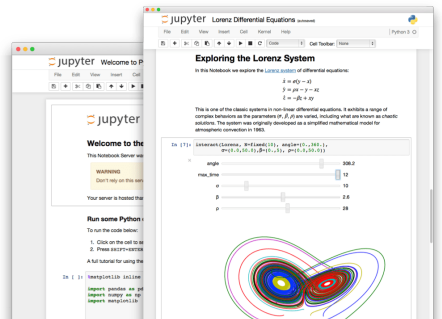 jupyter Welcome to P
File Edit View Insert Cell
jupyter
Welcome to the
This Notebook Server was
WARNING
Don't rely on this ser
Your server is hosted tha
Run some Python
To run the code below:
1. Click on the cell to se
2. Press SHIFT+ENTER
A full tutorial for using the
In [ ]: %matplotlib inline
import pandas as pd
import numpy as np
import matplotlib
jupyter Lorenz Differential Equations (autosaved)
File Edit View Insert Cell Kernel Help
Python 3
Code Cell Toolbar: None
Exploring the Lorenz System
In this Notebook we explore the Lorenz system of differential equations:
ẋ = σ(y − x)
ẏ = ρx − y − xz
ż = −βz + xy
This is one of the classic systems in non-linear differential equations. It exhibits a range of
complex behaviors as the parameters (σ, β, ρ) are varied, including what are known as chaotic
solutions. The system was originally developed as a simplified mathematical model for
atmospheric convection in 1963.
In [7]: interact(Lorenz, N=fixed(10), angle=(0.,360.),
σ=(0.0,50.0),β=(0.,5), ρ=(0.0,50.0))
angle 308.2
max_time 12
σ 10
β 2.6
ρ 28